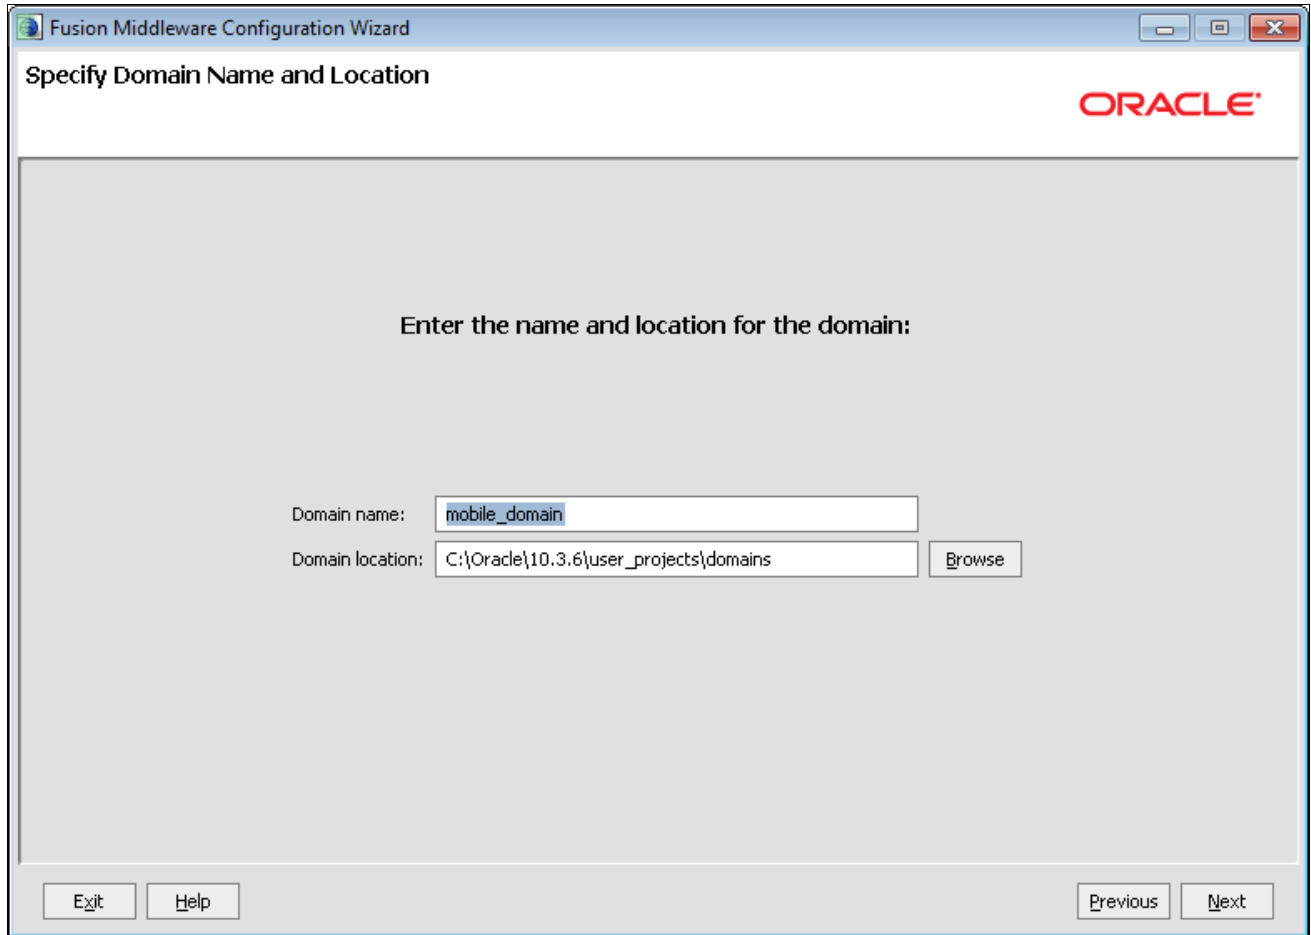 Fusion Middleware Configuration Wizard
Specify Domain Name and Location
ORACLE
Enter the name and location for the domain:
Domain name: mobile_domain
Domain location: C:\Oracle\10.3.6\user_projects\domains Browse
Exit Help Previous Next